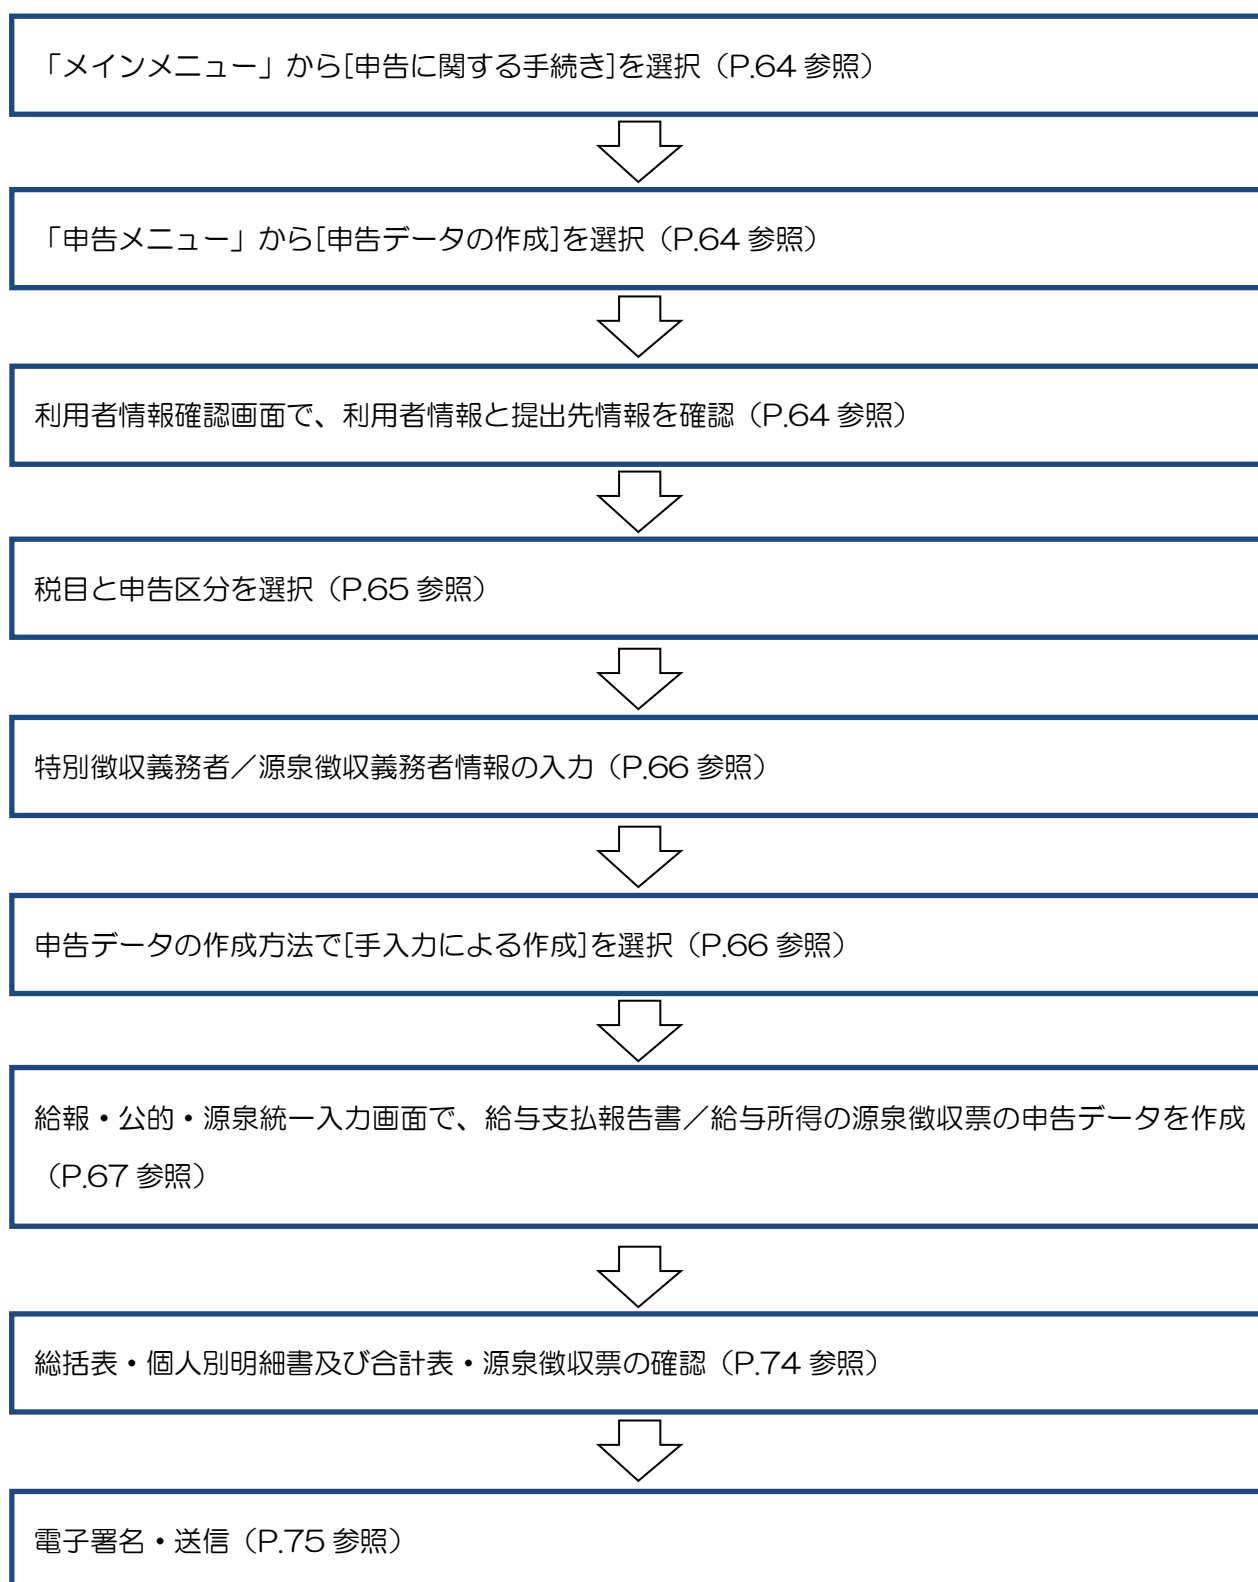 「メインメニュー」から[申告に関する手続き]を選択（P.64 参照）
「申告メニュー」から[申告データの作成]を選択（P.64 参照）
利用者情報確認画面で、利用者情報と提出先情報を確認（P.64 参照）
税目と申告区分を選択（P.65 参照）
特別徴収義務者／源泉徴収義務者情報の入力（P.66 参照）
申告データの作成方法で[手入力による作成]を選択（P.66 参照）
給報・公的・源泉統一入力画面で、給与支払報告書／給与所得の源泉徴収票の申告データを作成
（P.67 参照）
総括表・個人別明細書及び合計表・源泉徴収票の確認（P.74 参照）
電子署名・送信（P.75 参照）